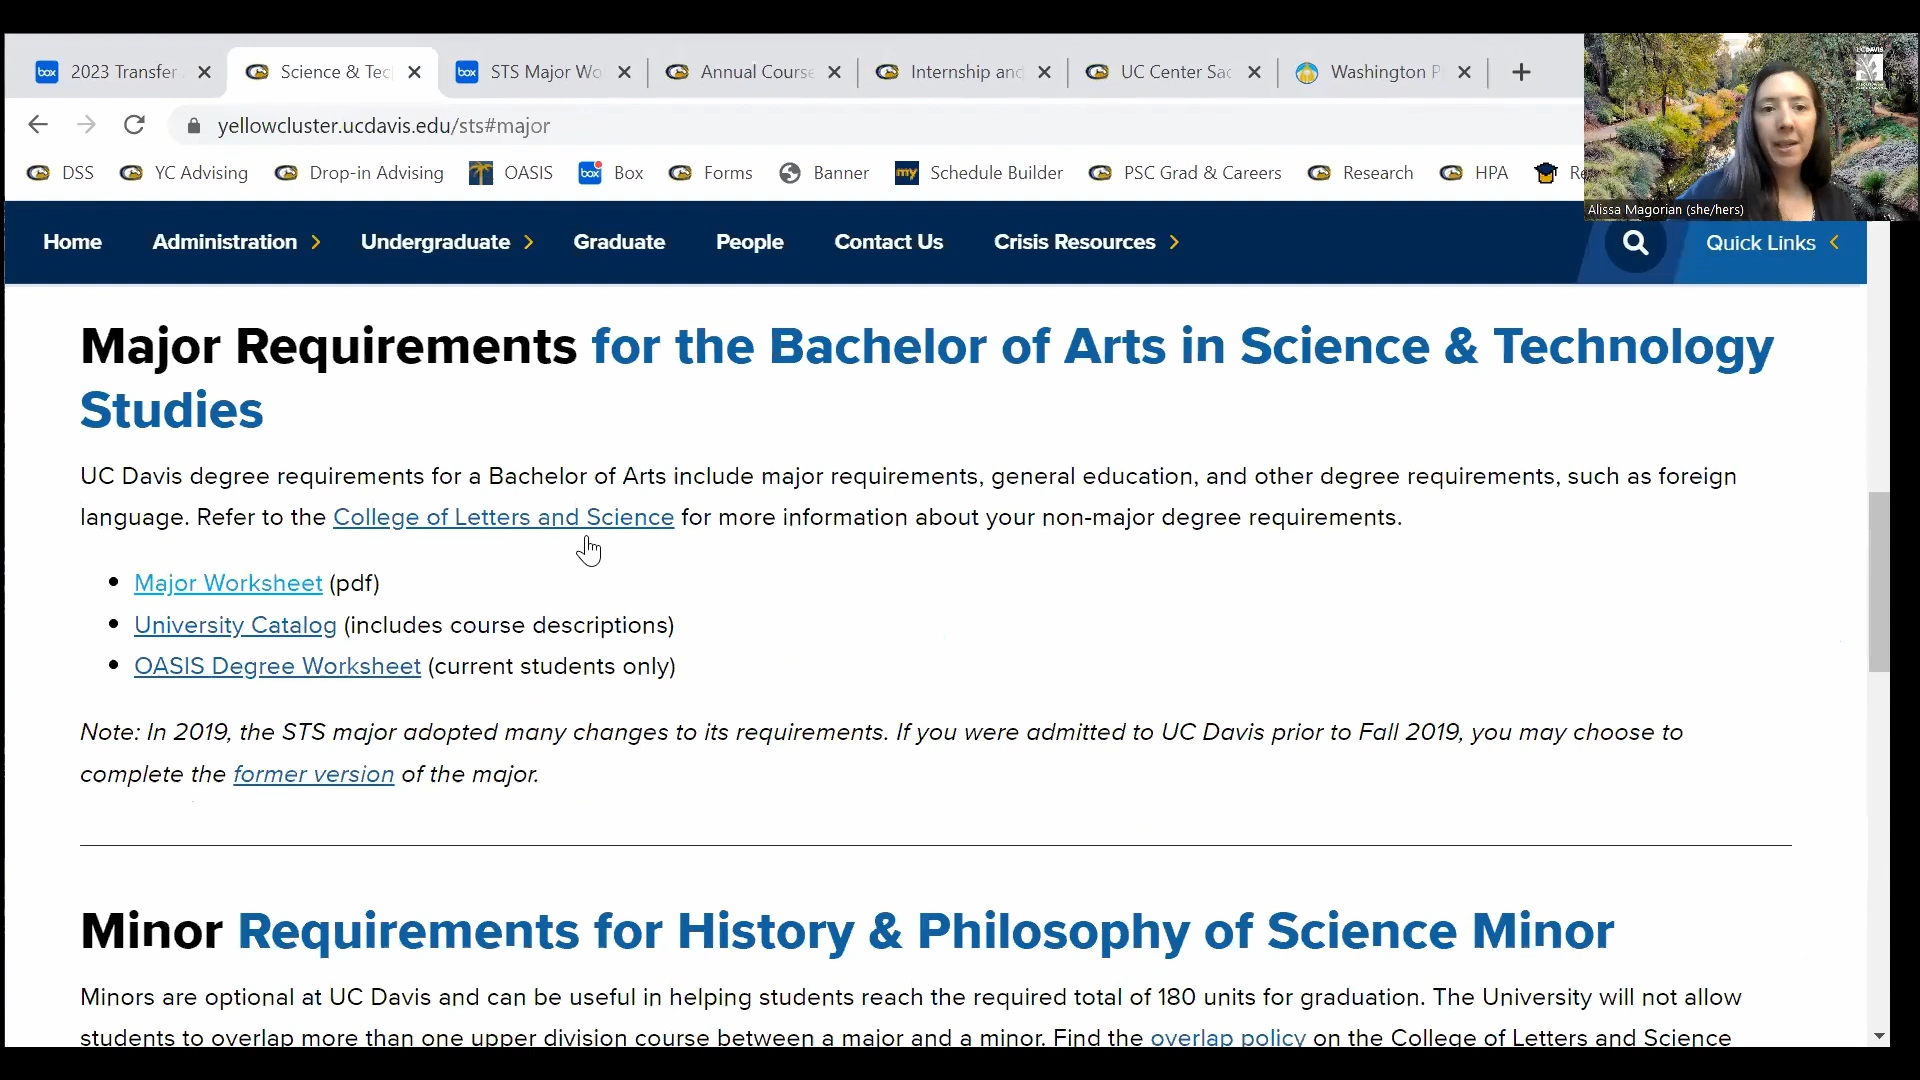 2023 Transfer
Science & Tec
STS Major Wo
Annual Course
Internship and
UC Center Sac
Washington P
yellowcluster.ucdavis.edu/sts#major
DSS
YC Advising
Drop-in Advising
OASIS
box
Box
Forms
Banner
my
Schedule Builder
PSC Grad & Careers
Research
HPA
Re
Alissa Magorian (she/hers)
Home
Administration
Undergraduate
Graduate
People
Contact Us
Crisis Resources
Quick Links
Major Requirements for the Bachelor of Arts in Science & Technology
Studies
UC Davis degree requirements for a Bachelor of Arts include major requirements, general education, and other degree requirements, such as foreign
language. Refer to the College of Letters and Science for more information about your non-major degree requirements.
• Major Worksheet (pdf)
• University Catalog (includes course descriptions)
• OASIS Degree Worksheet (current students only)
Note: In 2019, the STS major adopted many changes to its requirements. If you were admitted to UC Davis prior to Fall 2019, you may choose to
complete the former version of the major.
Minor Requirements for History & Philosophy of Science Minor
Minors are optional at UC Davis and can be useful in helping students reach the required total of 180 units for graduation. The University will not allow
students to overlap more than one upper division course between a major and a minor. Find the overlap policy on the College of Letters and Science